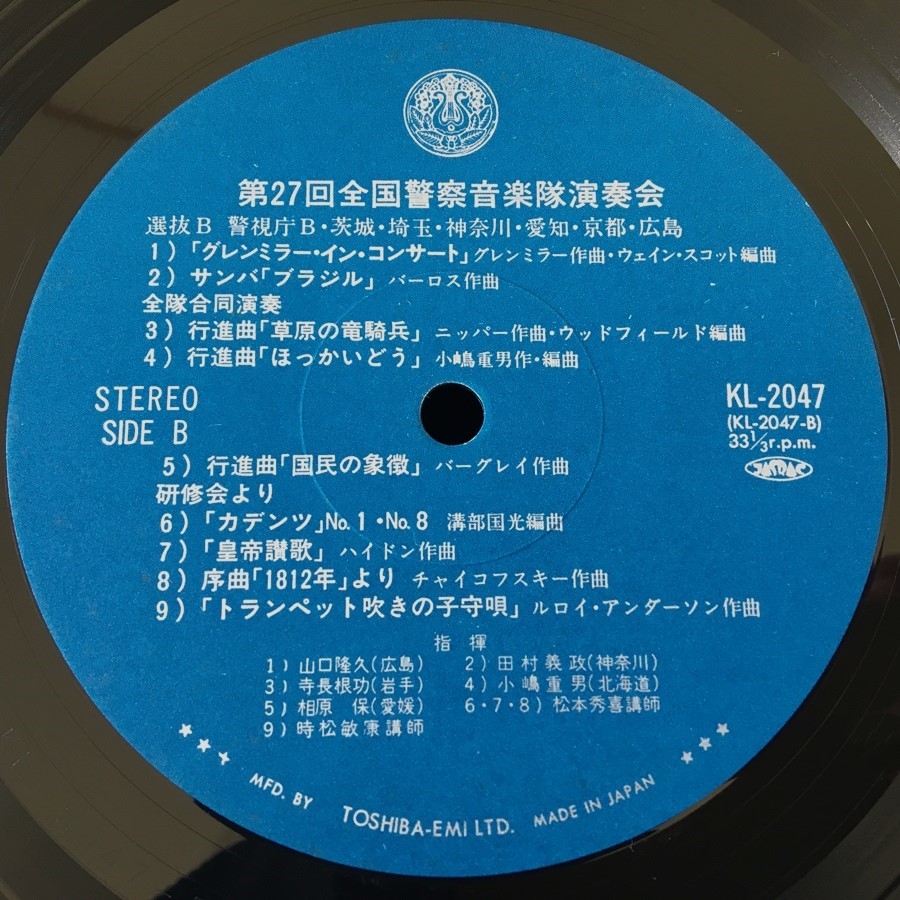 第27回全国警察音楽隊演奏会
選抜B 警視庁B・茨城・埼玉・神奈川・愛知・京都・広島
1)「グレンミラー・イン・コンサート」グレンミラー作曲・ウェイン・スコット編曲
2) サンバ「ブラジル」 バーロス作曲
全隊合同演奏
3) 行進曲「草原の竜騎兵」 ニッパー作曲・ウッドフィールド編曲
4) 行進曲「ほっかいどう」 小嶋重男作・編曲
STEREO
SIDE B
KL-2047
(KL-2047-B)
33 1/3 r.p.m.
JASRAC
5) 行進曲「国民の象徴」 バーグレイ作曲
研修会より
6)「カデンツ」No.1・No.8 溝部国光編曲
7)「皇帝讃歌」 ハイドン作曲
8) 序曲「1812年」より チャイコフスキー作曲
9)「トランペット吹きの子守唄」 ルロイ・アンダーソン作曲
指揮
1) 山口隆久(広島) 2) 田村義政(神奈川)
3) 寺長根功(岩手) 4) 小嶋重男(北海道)
5) 相原 保(愛媛) 6・7・8) 松本秀喜講師
9) 時松敏康講師
MFD. BY TOSHIBA-EMI LTD. MADE IN JAPAN